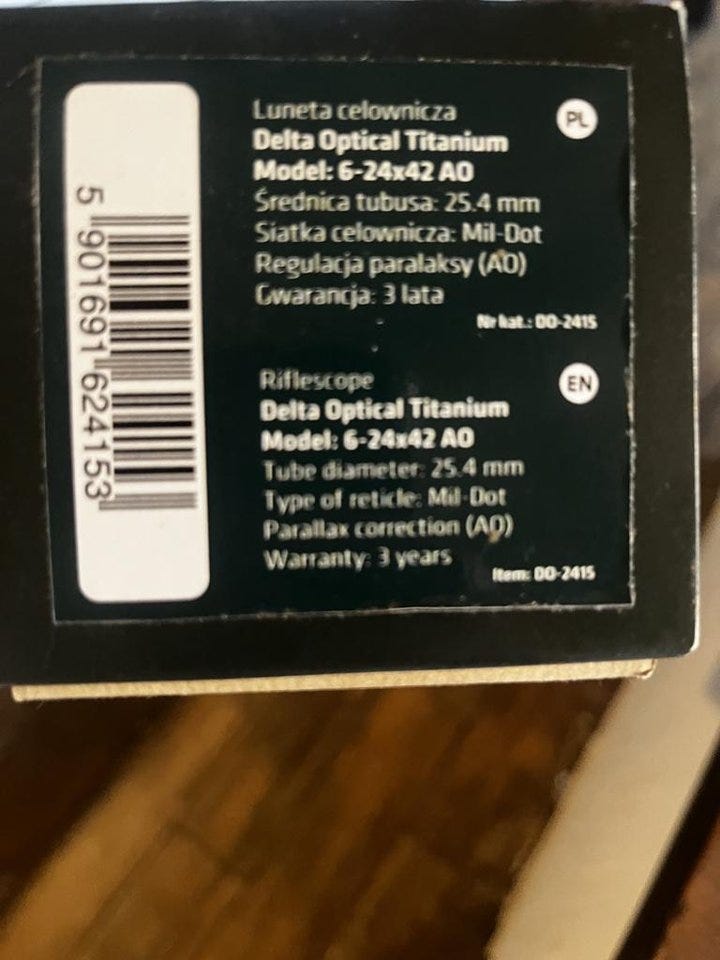 5 901691 624153
Luneta celownicza
PL
Delta Optical Titanium
Model: 6-24x42 AO
Średnica tubusa: 25.4 mm
Siatka celownicza: Mil-Dot
Regulacja paralaksy (AO)
Gwarancja: 3 lata
Nr kat.: DO-2415
Riflescope
EN
Delta Optical Titanium
Model: 6-24x42 AO
Tube diameter: 25.4 mm
Type of reticle: Mil-Dot
Parallax correction (AO)
Warranty: 3 years
Item: DO-2415